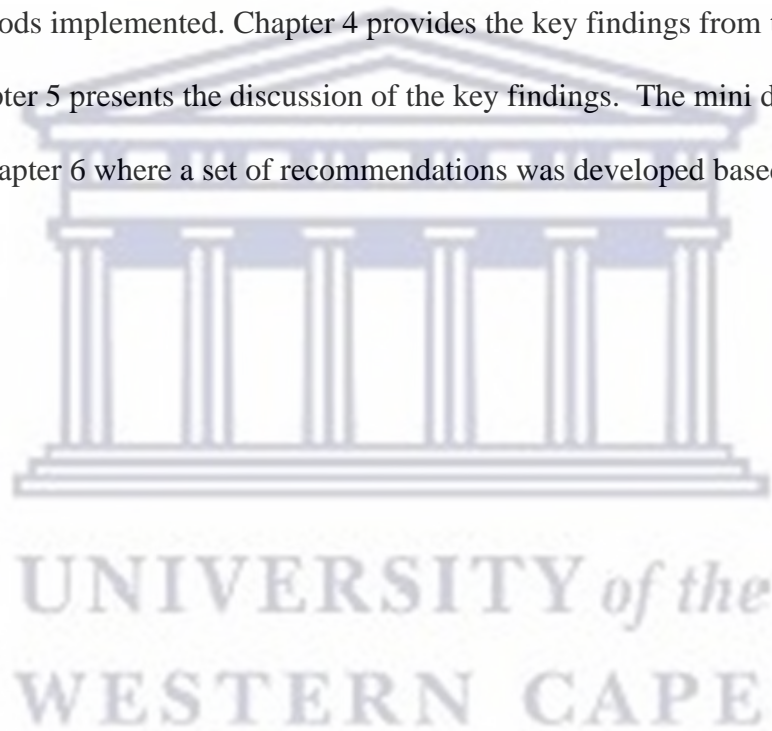 ods implemented. Chapter 4 provides the key findings from
pter 5 presents the discussion of the key findings. The mini
apter 6 where a set of recommendations was developed based
UNIVERSITY of the
WESTERN CAPE